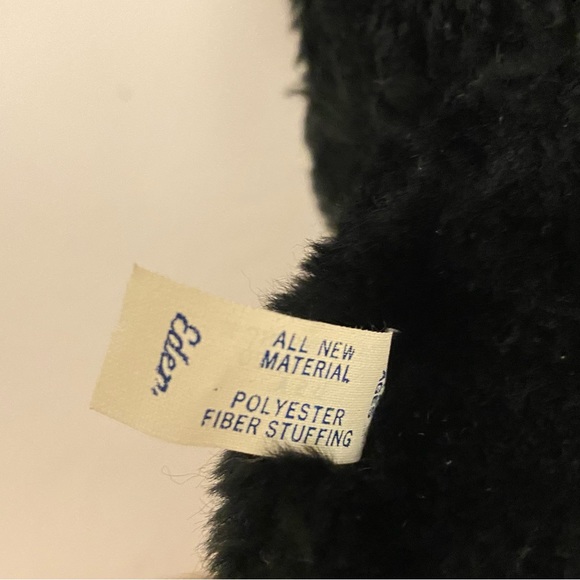 Eden
ALL NEW
MATERIAL
POLYESTER
FIBER STUFFING